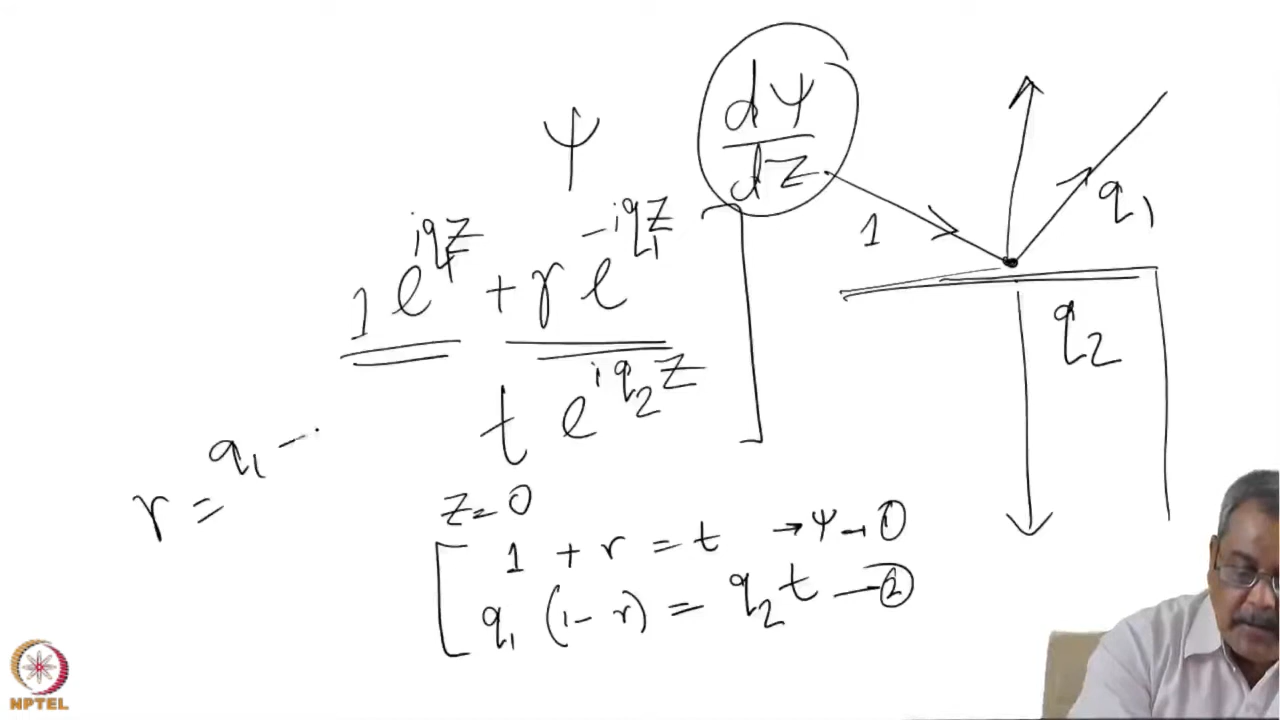 ψ
dψ/dz
1 e^{iq₁z} + r e^{-iq₁z}
t e^{iq₂z}
1
q₁
q₂
r = q₁ -
z = 0
1 + r = t → ψ → ①
q₁ (1 - r) = q₂ t → ②
NPTEL